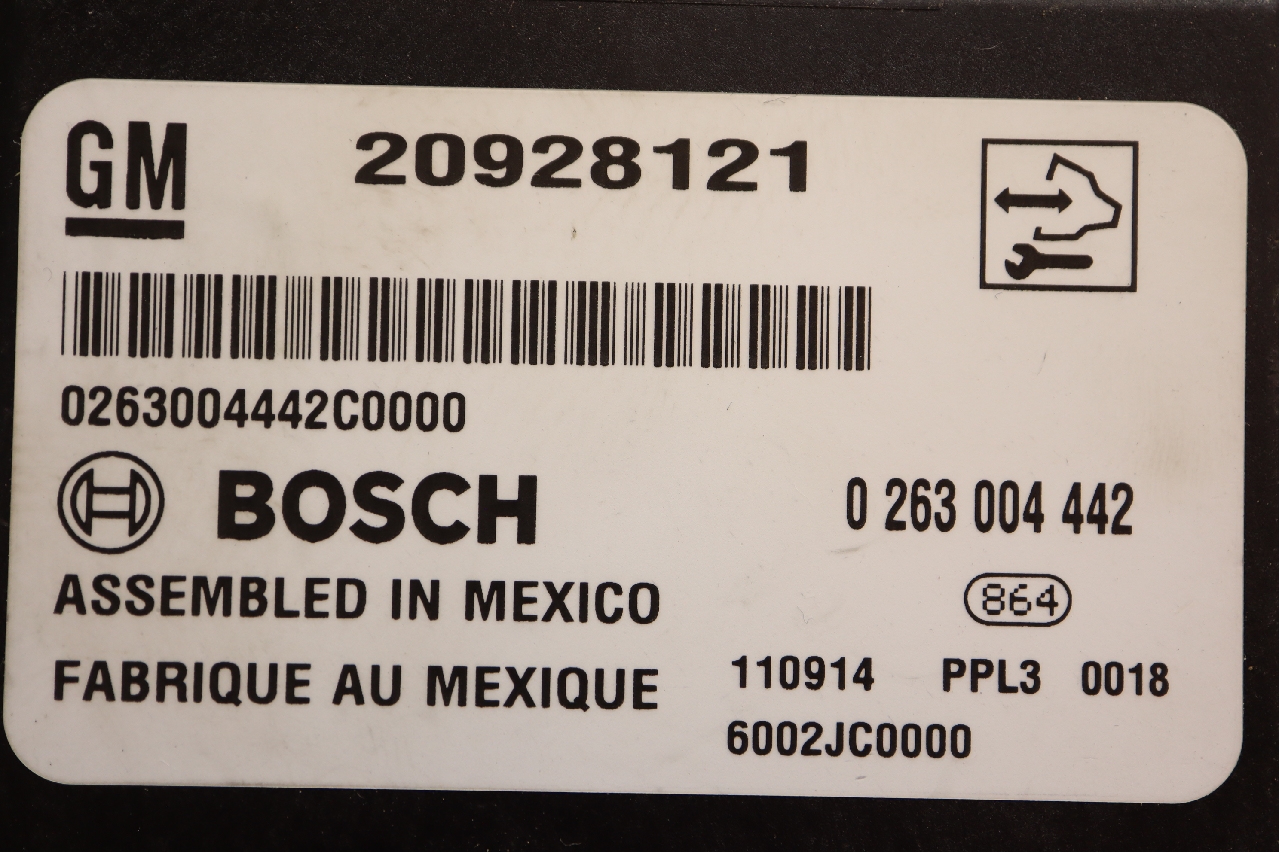 GM 20928121
0263004442C0000
BOSCH 0 263 004 442
ASSEMBLED IN MEXICO 864
FABRIQUE AU MEXIQUE 110914 PPL3 0018
6002JC0000